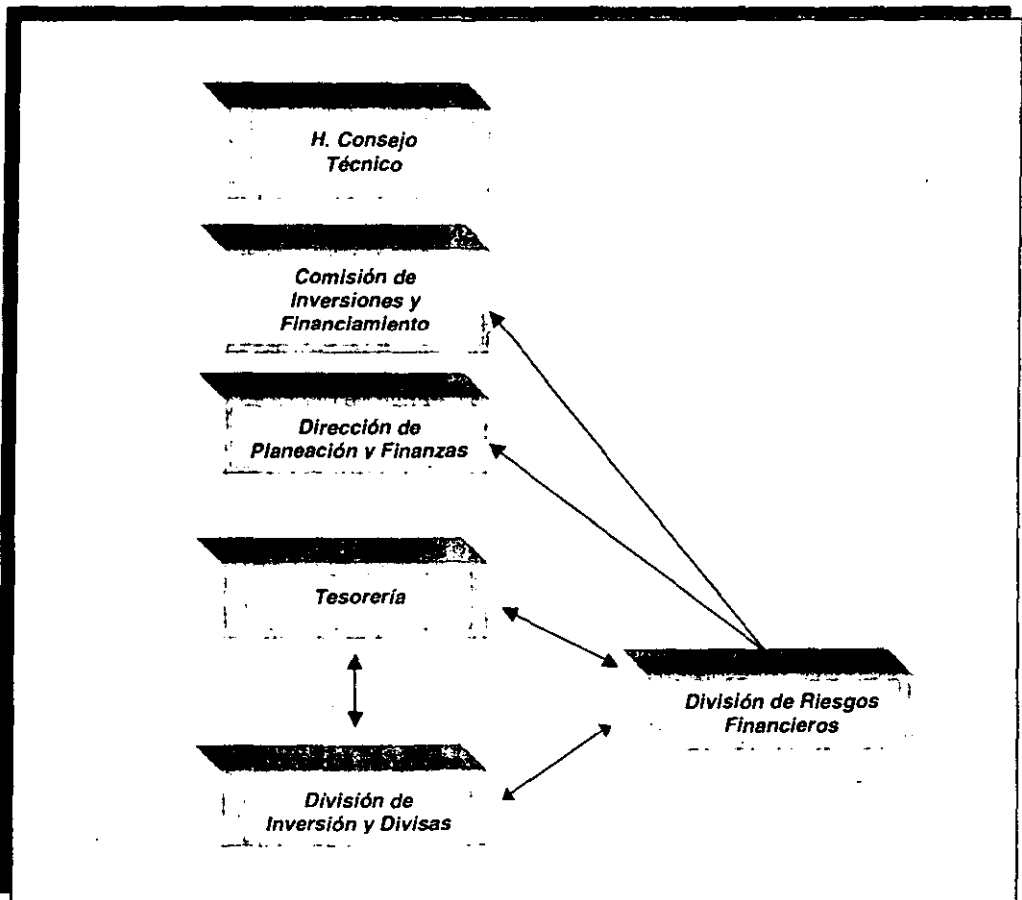 H. Consejo
Técnico
Comisión de
Inversiones y
Financiamiento
Dirección de
Planeación y Finanzas
Tesorería
División de Riesgos
Financieros
División de
Inversión y Divisas